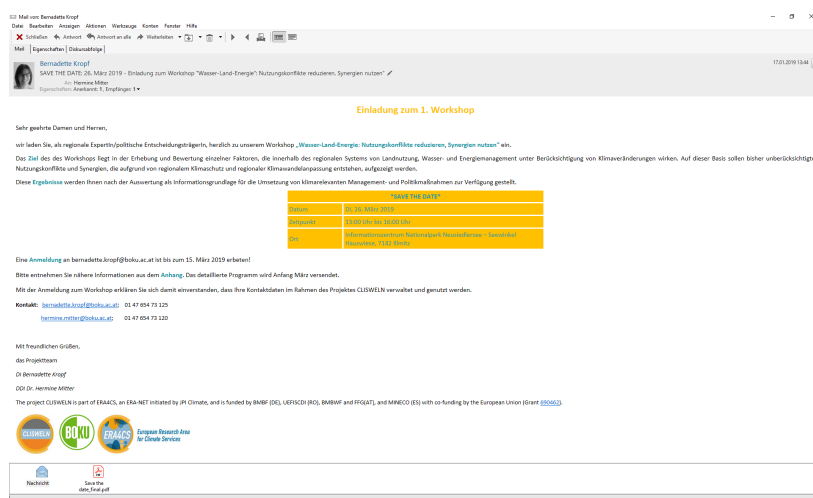 Mail von: Bernadette Kropf
Datei Bearbeiten Anzeigen Aktionen Werkzeuge Konten Fenster Hilfe
Schließen Antwort Antwort an alle Weiterleiten
Mail Eigenschaften Diskursabfolge
Bernadette Kropf 17.01.2019 13:44
SAVE THE DATE: 26. März 2019 - Einladung zum Workshop "Wasser-Land-Energie": Nutzungskonflikte reduzieren, Synergien nutzen"
An: Hermine Mitter
Eigenschaften: Anerkannt: 1, Empfänger: 1
Einladung zum 1. Workshop
Sehr geehrte Damen und Herren,
wir laden Sie, als regionale ExpertIn/politische EntscheidungsträgerIn, herzlich zu unserem Workshop „Wasser-Land-Energie: Nutzungskonflikte reduzieren, Synergien nutzen" ein.
Das Ziel des des Workshops liegt in der Erhebung und Bewertung einzelner Faktoren, die innerhalb des regionalen Systems von Landnutzung, Wasser- und Energiemanagement unter Berücksichtigung von Klimaveränderungen wirken. Auf dieser Basis sollen bisher unberücksichtigte
Nutzungskonflikte und Synergien, die aufgrund von regionalem Klimaschutz und regionaler Klimawandelanpassung entstehen, aufgezeigt werden.
Diese Ergebnisse werden Ihnen nach der Auswertung als Informationsgrundlage für die Umsetzung von klimarelevanten Management- und Politikmaßnahmen zur Verfügung gestellt.
"SAVE THE DATE"
Datum DI, 26. März 2019
Zeitpunkt 13:00 Uhr bis 16:00 Uhr
Ort Informationszentrum Nationalpark Neusiedlersee – Seewinkel
Hauswiese, 7142 Illmitz
Eine Anmeldung an bernadette.kropf@boku.ac.at ist bis zum 15. März 2019 erbeten!
Bitte entnehmen Sie nähere Informationen aus dem Anhang. Das detaillierte Programm wird Anfang März versendet.
Mit der Anmeldung zum Workshop erklären Sie sich damit einverstanden, dass Ihre Kontaktdaten im Rahmen des Projektes CLISWELN verwaltet und genutzt werden.
Kontakt: bernadette.kropf@boku.ac.at; 01 47 654 73 125
hermine.mitter@boku.ac.at; 01 47 654 73 120
Mit freundlichen Grüßen,
das Projektteam
DI Bernadette Kropf
DDI Dr. Hermine Mitter
The project CLISWELN is part of ERA4CS, an ERA-NET initiated by JPI Climate, and is funded by BMBF (DE), UEFISCDI (RO), BMBWF and FFG(AT), and MINECO (ES) with co-funding by the European Union (Grant 690462).
CLISWELN BOKU ERA4CS European Research Area
for Climate Services
Nachricht Save the
date_final.pdf